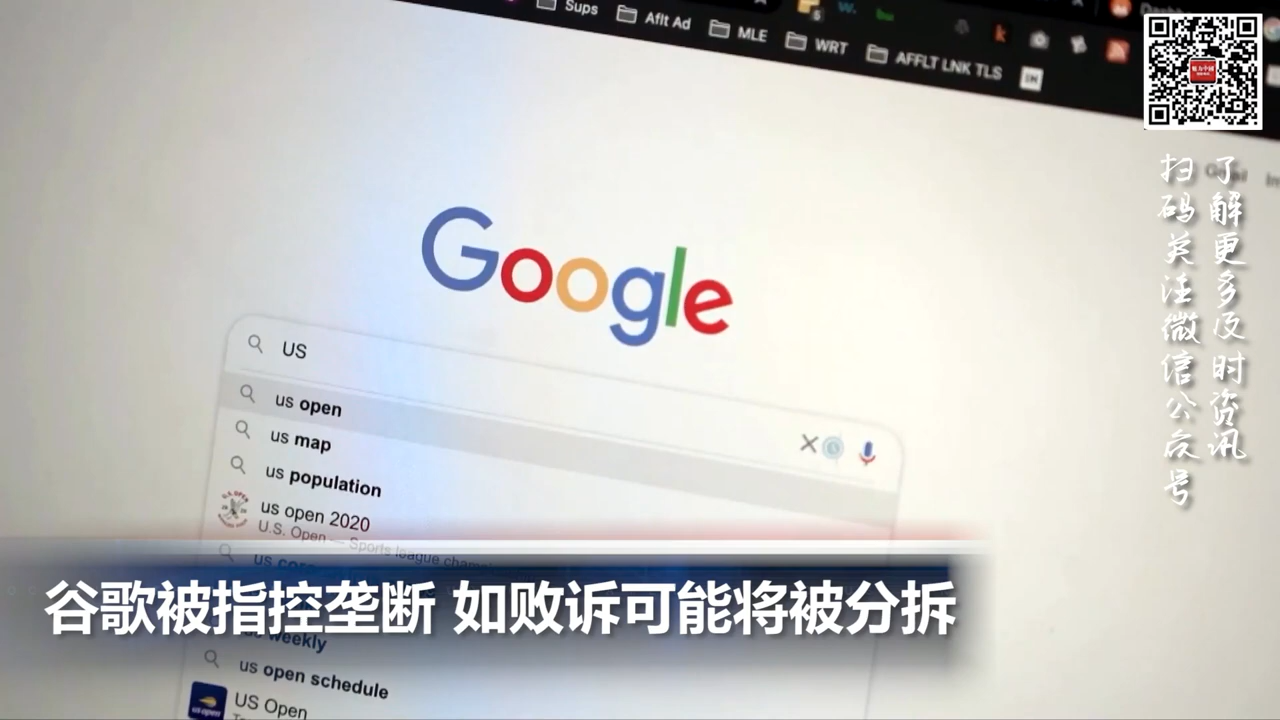 Sups
Aflt Ad
MLE
WRT
AFFLT LNK TLS
Google
US
us open
us map
us population
us open 2020
U.S. Open — Sports league
weekly
us open schedule
US Open
us open
谷歌被指控垄断 如败诉可能将被分拆
了解更多及时资讯
扫码关注微信公众号